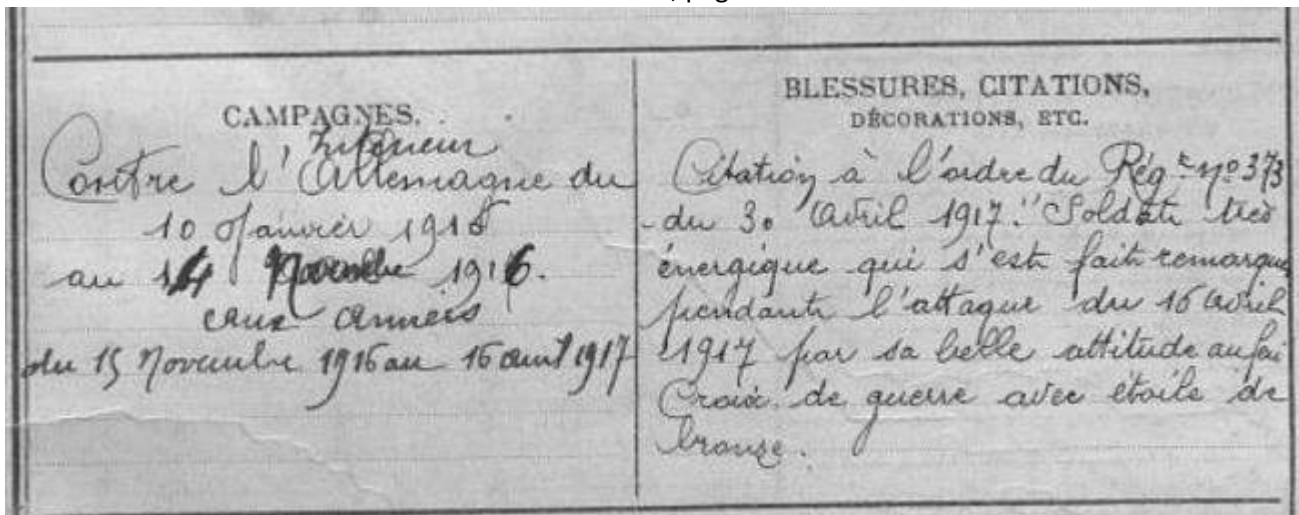 CAMPAGNES.
Intérieur
Contre l'Allemagne du
10 Janvier 1916
au 14 Novembre 1916.
aux Armées
du 15 Novembre 1916 au 16 aout 1917
BLESSURES, CITATIONS,
DÉCORATIONS, ETC.
Citation à l'ordre du Régt no 373
du 30 avril 1917. "Soldat très
énergique qui s'est fait remarquer
pendant l'attaque du 16 avril
1917 par sa belle attitude au feu
Croix de guerre avec étoile de
bronze.